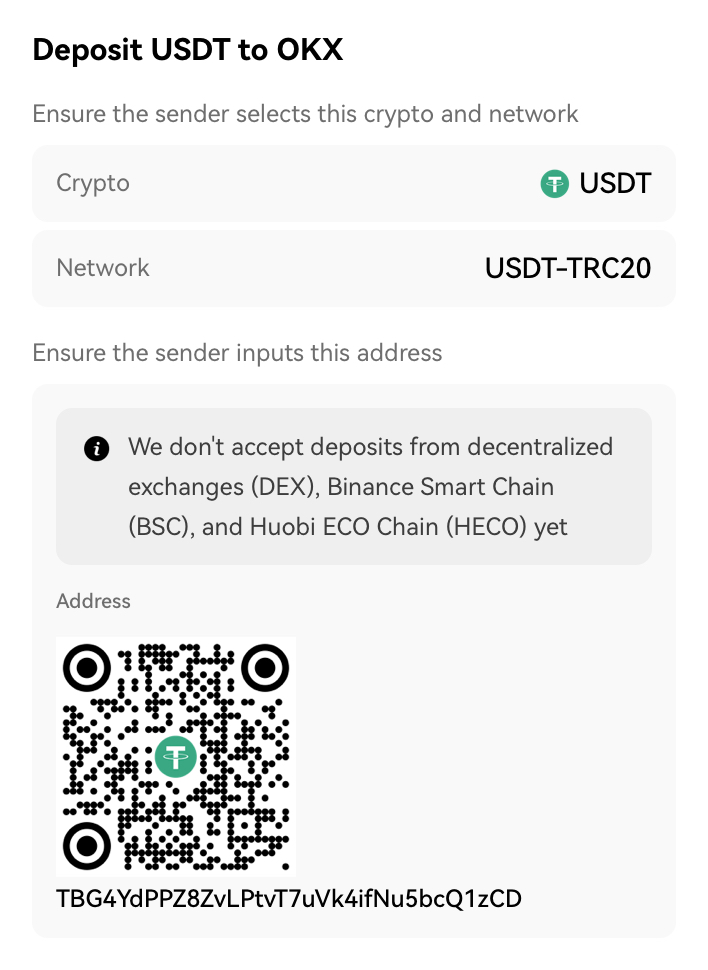 Deposit USDT to OKX
Ensure the sender selects this crypto and network
Crypto
USDT
Network
USDT-TRC20
Ensure the sender inputs this address
We don't accept deposits from decentralized
exchanges (DEX), Binance Smart Chain
(BSC), and Huobi ECO Chain (HECO) yet
Address
TBG4YdPPZ8ZvLPtvT7uVk4ifNu5bcQ1zCD